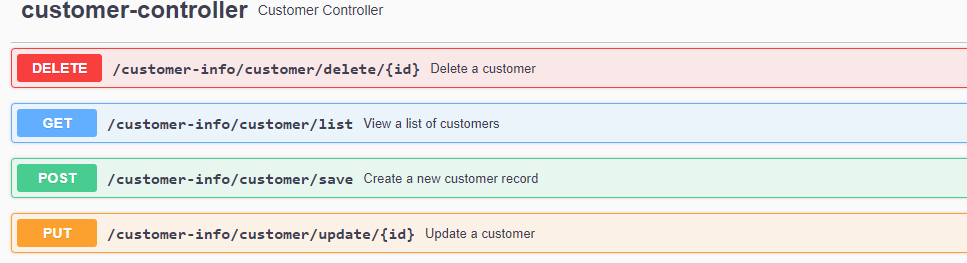 customer-controller Customer Controller
DELETE /customer-info/customer/delete/{id} Delete a customer
GET /customer-info/customer/list View a list of customers
POST /customer-info/customer/save Create a new customer record
PUT /customer-info/customer/update/{id} Update a customer